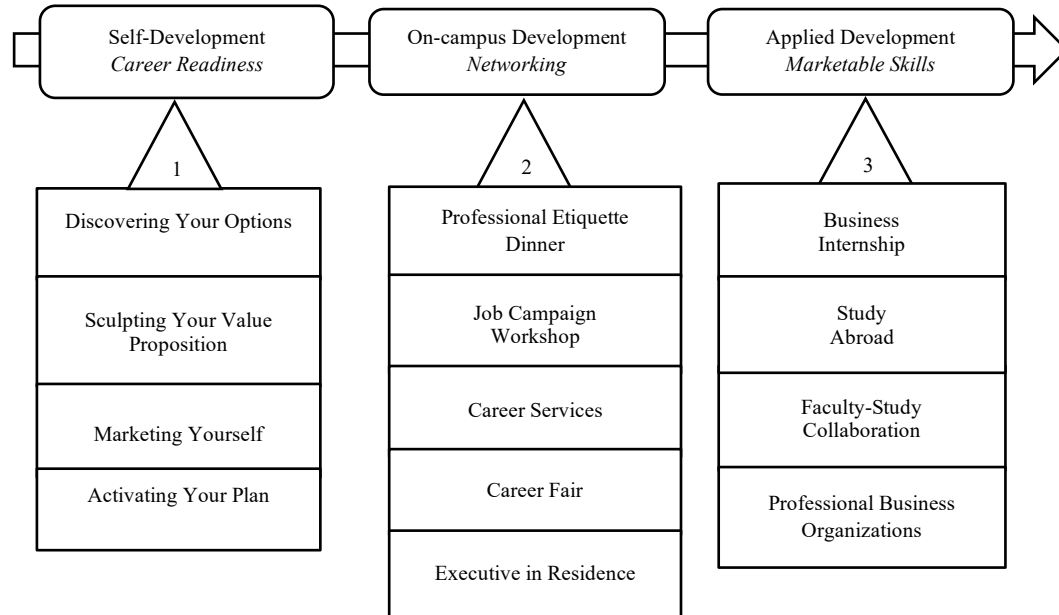 Self-Development
Career Readiness
On-campus Development
Networking
Applied Development
Marketable Skills
1
Discovering Your Options
Sculpting Your Value
Proposition
Marketing Yourself
Activating Your Plan
2
Professional Etiquette
Dinner
Job Campaign
Workshop
Career Services
Career Fair
Executive in Residence
3
Business
Internship
Study
Abroad
Faculty-Study
Collaboration
Professional Business
Organizations